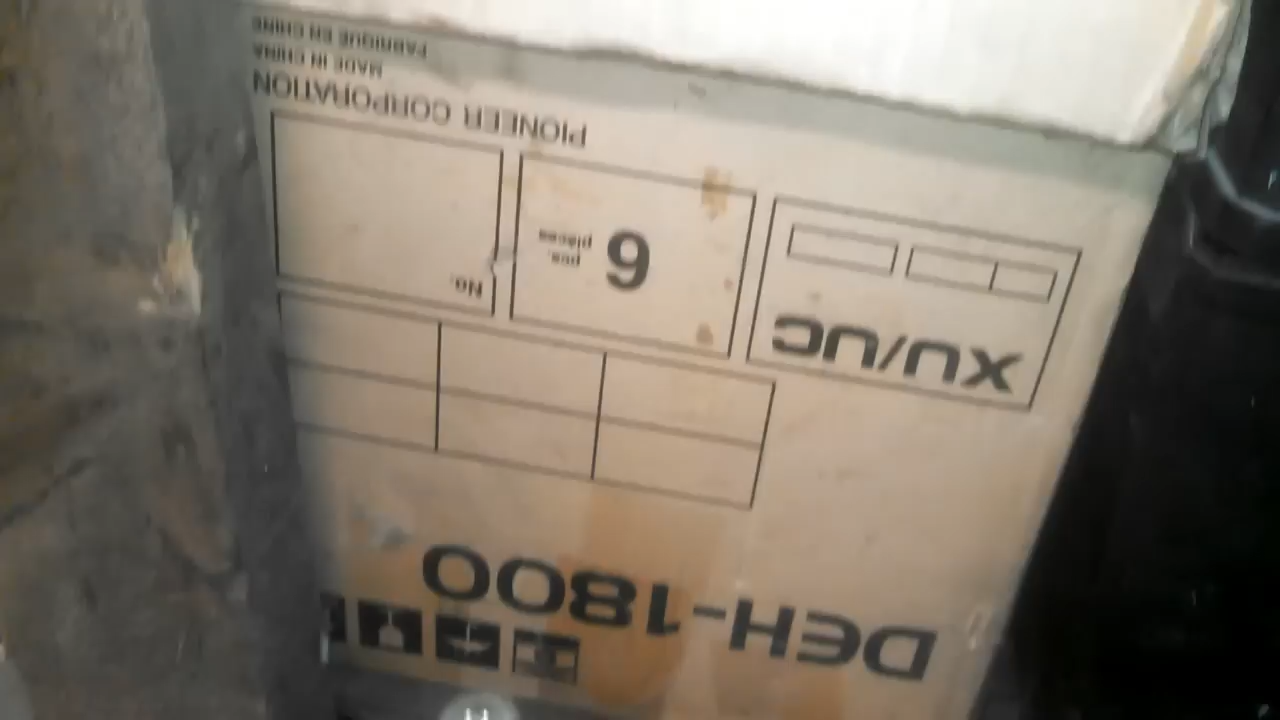 DEH-1800
XU/UC
6 pcs.
pieces
No.
PIONEER CORPORATION
MADE IN CHINA
FABRIQUE EN CHINE